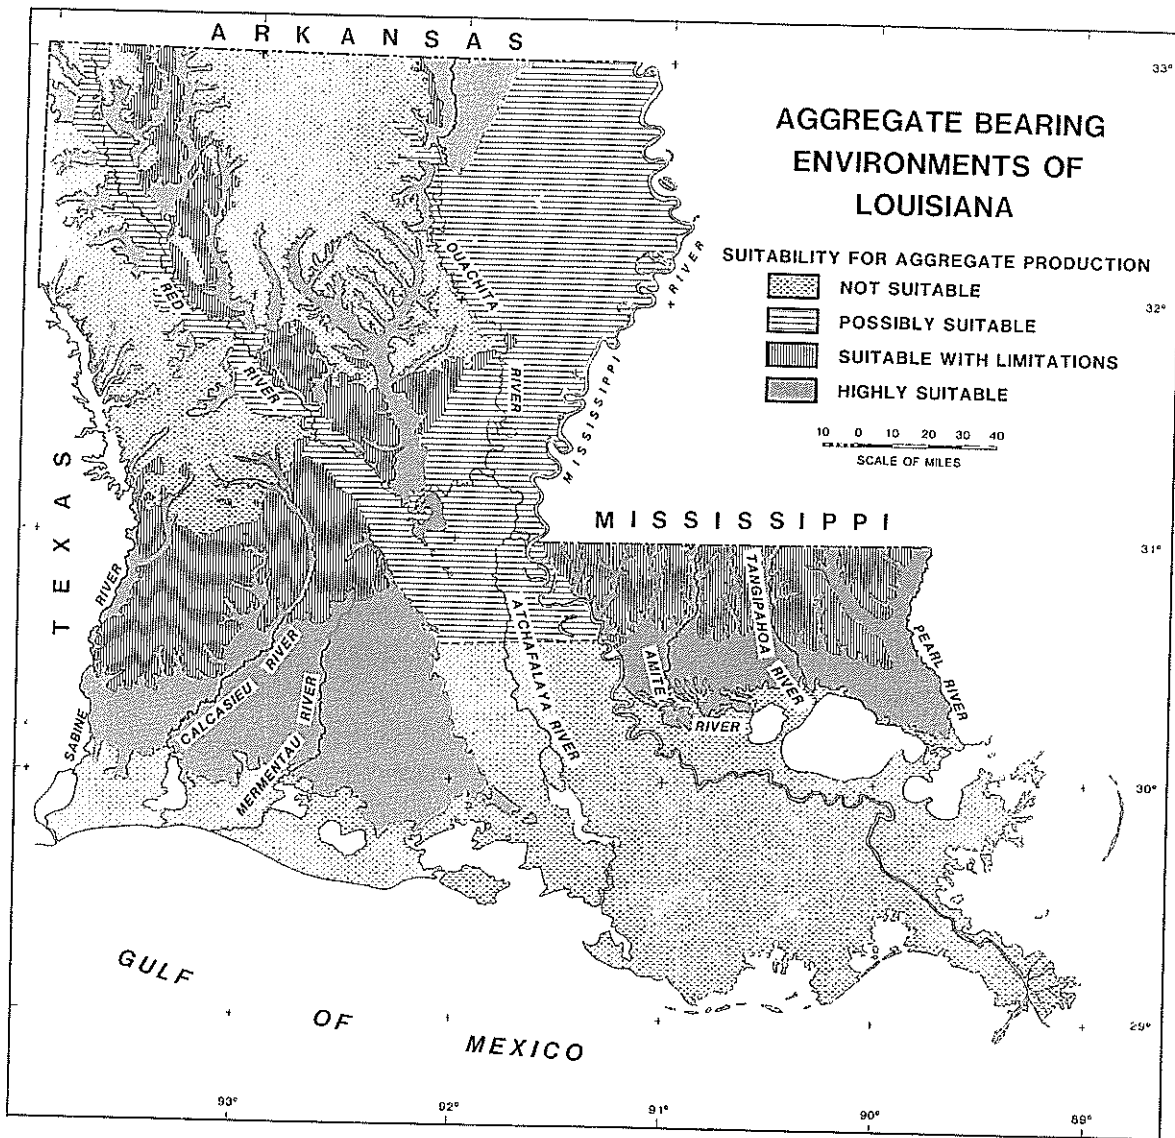 ARKANSAS
33°
AGGREGATE BEARING
ENVIRONMENTS OF
LOUISIANA
SUITABILITY FOR AGGREGATE PRODUCTION
NOT SUITABLE
POSSIBLY SUITABLE
SUITABLE WITH LIMITATIONS
HIGHLY SUITABLE
10 0 10 20 30 40
SCALE OF MILES
32°
OUACHITA
RIVER
RED
RIVER
MISSISSIPPI
RIVER
TEXAS
MISSISSIPPI
31°
RIVER
SABINE
CALCASIEU RIVER
MERMENTAU RIVER
ATCHAFALAYA RIVER
AMITE
RIVER
TANGIPAHOA
RIVER
PEARL
RIVER
30°
GULF
OF
MEXICO
29°
93°
92°
91°
90°
89°